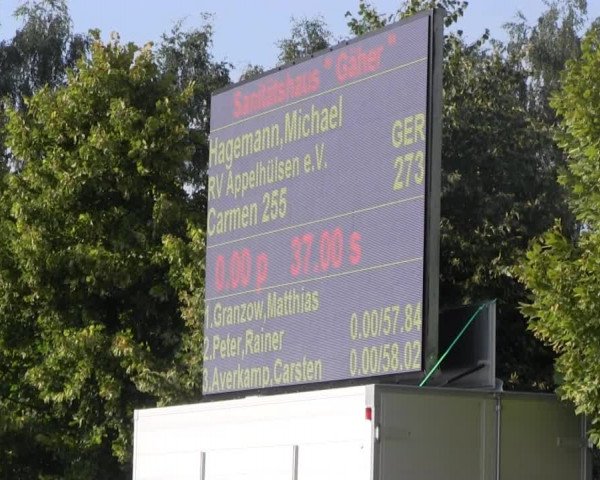 Sanitätshaus " Gäher "
Hagemann,Michael GER
RV Appelhülsen e.V. 273
Carmen 255
0.00 p 37.00 s
1.Granzow,Matthias
2.Peter,Rainer 0.00/57.84
3.Averkamp,Carsten 0.00/58.02